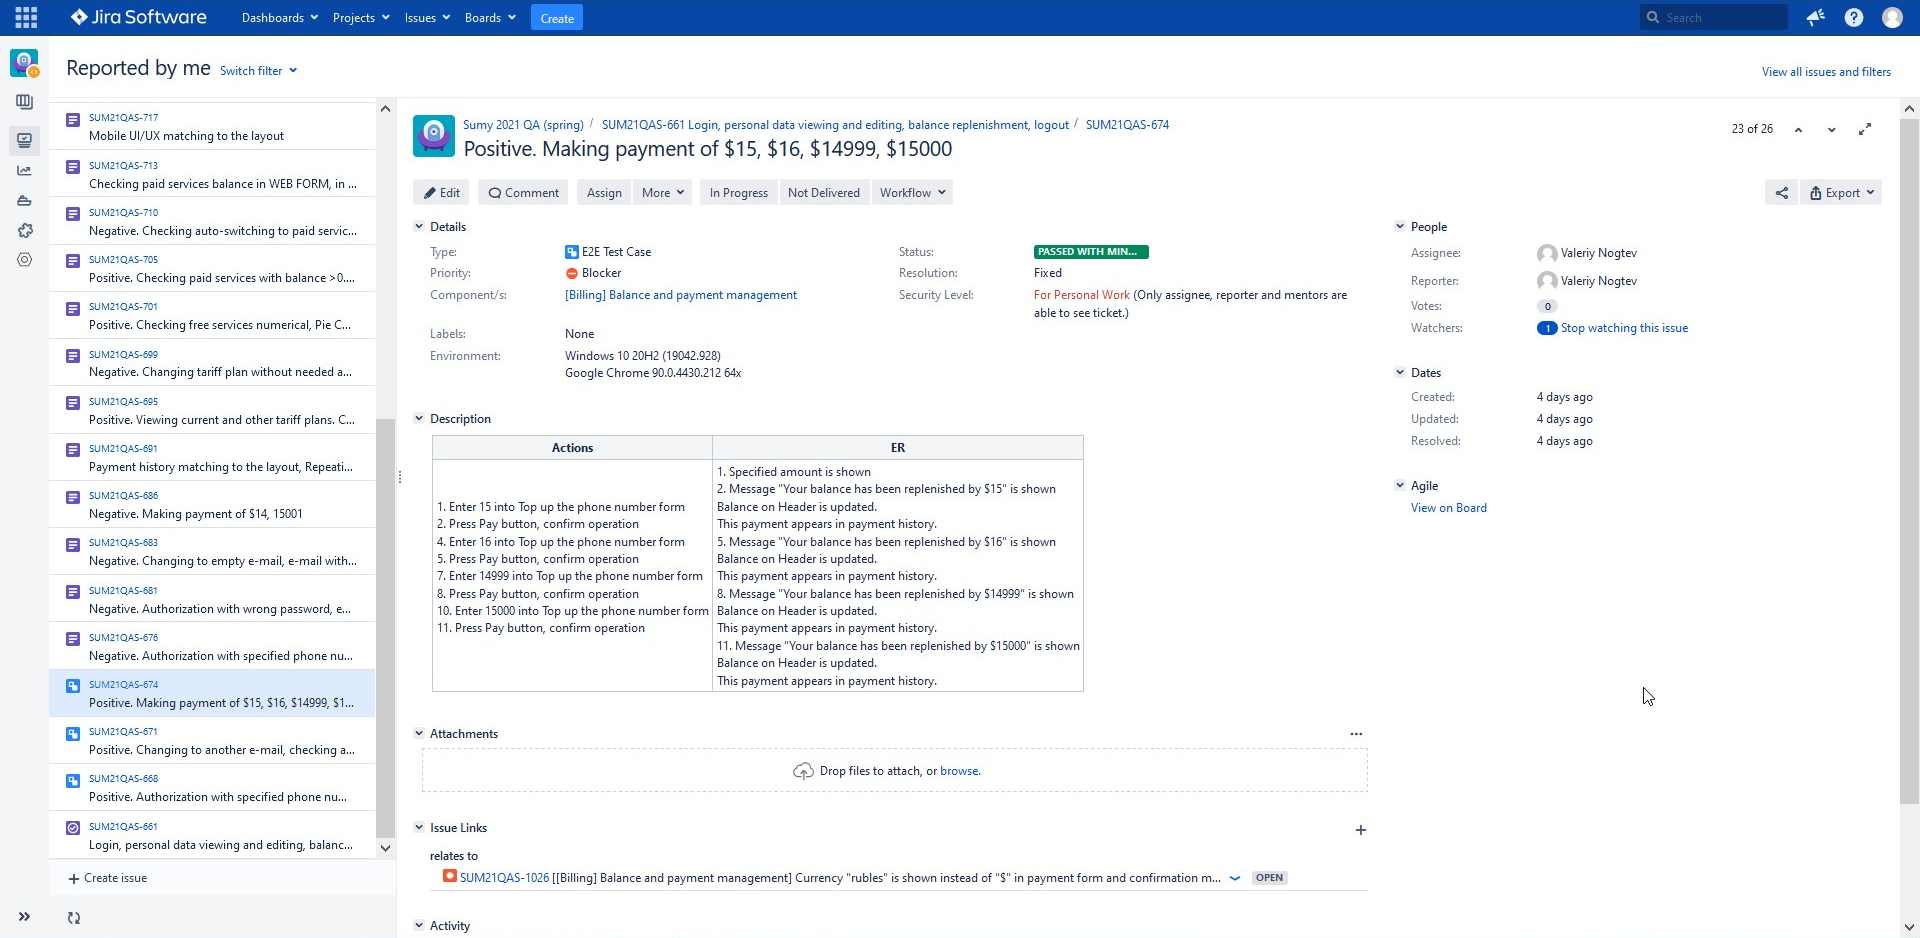 Jira Software
Dashboards Projects Issues Boards Create
Search
Reported by me Switch filter
View all issues and filters
SUM21QAS-717
Mobile UI/UX matching to the layout
SUM21QAS-713
Checking paid services balance in WEB FORM, in ...
SUM21QAS-710
Negative. Checking auto-switching to paid servic...
SUM21QAS-705
Positive. Checking paid services with balance >0....
SUM21QAS-701
Positive. Checking free services numerical, Pie C...
SUM21QAS-699
Negative. Changing tariff plan without needed a...
SUM21QAS-695
Positive. Viewing current and other tariff plans. C...
SUM21QAS-691
Payment history matching to the layout, Repeati...
SUM21QAS-686
Negative. Making payment of $14, 15001
SUM21QAS-683
Negative. Changing to empty e-mail, e-mail with...
SUM21QAS-681
Negative. Authorization with wrong password, e...
SUM21QAS-676
Negative. Authorization with specified phone nu...
SUM21QAS-674
Positive. Making payment of $15, $16, $14999, $1...
SUM21QAS-671
Positive. Changing to another e-mail, checking a...
SUM21QAS-668
Positive. Authorization with specified phone nu...
SUM21QAS-661
Login, personal data viewing and editing, balanc...
+ Create issue
Sumy 2021 QA (spring) / SUM21QAS-661 Login, personal data viewing and editing, balance replenishment, logout / SUM21QAS-674
Positive. Making payment of $15, $16, $14999, $15000
23 of 26
Edit Comment Assign More In Progress Not Delivered Workflow
Export
Details
Type: E2E Test Case
Priority: Blocker
Component/s: [Billing] Balance and payment management
Labels: None
Environment: Windows 10 20H2 (19042.928)
Google Chrome 90.0.4430.212 64x
Status: PASSED WITH MIN...
Resolution: Fixed
Security Level: For Personal Work (Only assignee, reporter and mentors are
able to see ticket.)
Description
Actions
1. Enter 15 into Top up the phone number form
2. Press Pay button, confirm operation
4. Enter 16 into Top up the phone number form
5. Press Pay button, confirm operation
7. Enter 14999 into Top up the phone number form
8. Press Pay button, confirm operation
10. Enter 15000 into Top up the phone number form
11. Press Pay button, confirm operation
ER
1. Specified amount is shown
2. Message "Your balance has been replenished by $15" is shown
Balance on Header is updated.
This payment appears in payment history.
5. Message "Your balance has been replenished by $16" is shown
Balance on Header is updated.
This payment appears in payment history.
8. Message "Your balance has been replenished by $14999" is shown
Balance on Header is updated.
This payment appears in payment history.
11. Message "Your balance has been replenished by $15000" is shown
Balance on Header is updated.
This payment appears in payment history.
Attachments
Drop files to attach, or browse.
Issue Links
relates to
SUM21QAS-1026 [[Billing] Balance and payment management] Currency "rubles" is shown instead of "$" in payment form and confirmation m... OPEN
Activity
People
Assignee: Valeriy Nogtev
Reporter: Valeriy Nogtev
Votes: 0
Watchers: 1 Stop watching this issue
Dates
Created: 4 days ago
Updated: 4 days ago
Resolved: 4 days ago
Agile
View on Board